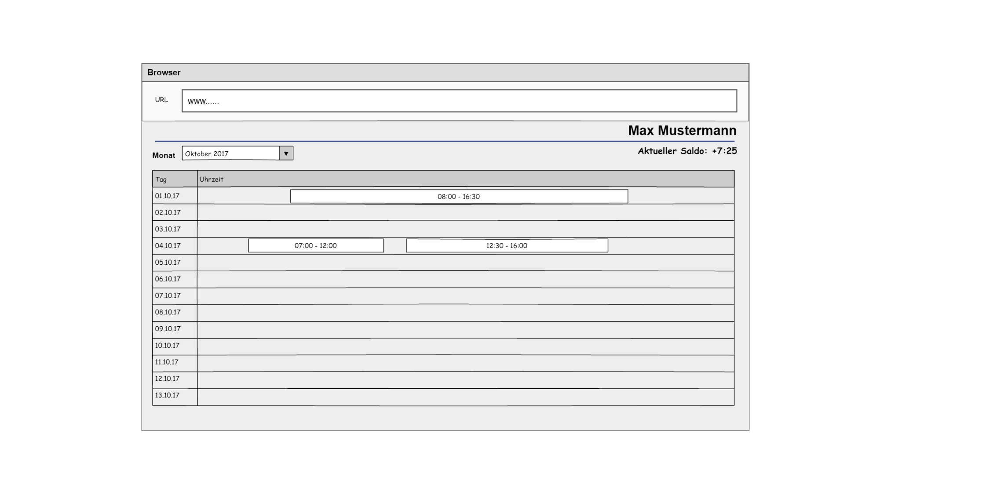 Browser
URL www......
Max Mustermann
Monat Oktober 2017 Aktueller Saldo: +7:25
Tag Uhrzeit
01.10.17 08:00 - 16:30
02.10.17
03.10.17
04.10.17 07:00 - 12:00 12:30 - 16:00
05.10.17
06.10.17
07.10.17
08.10.17
09.10.17
10.10.17
11.10.17
12.10.17
13.10.17